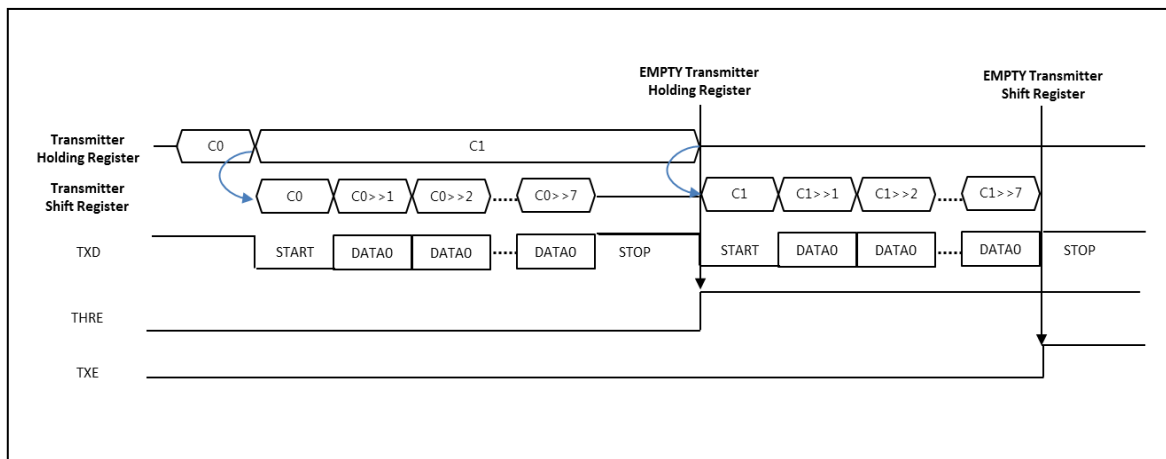 EMPTY Transmitter
Holding Register
EMPTY Transmitter
Shift Register
Transmitter
Holding Register
C0
C1
Transmitter
Shift Register
C0
C0>>1
C0>>2
C0>>7
C1
C1>>1
C1>>2
C1>>7
TXD
START
DATA0
DATA0
DATA0
STOP
START
DATA0
DATA0
DATA0
STOP
THRE
TXE